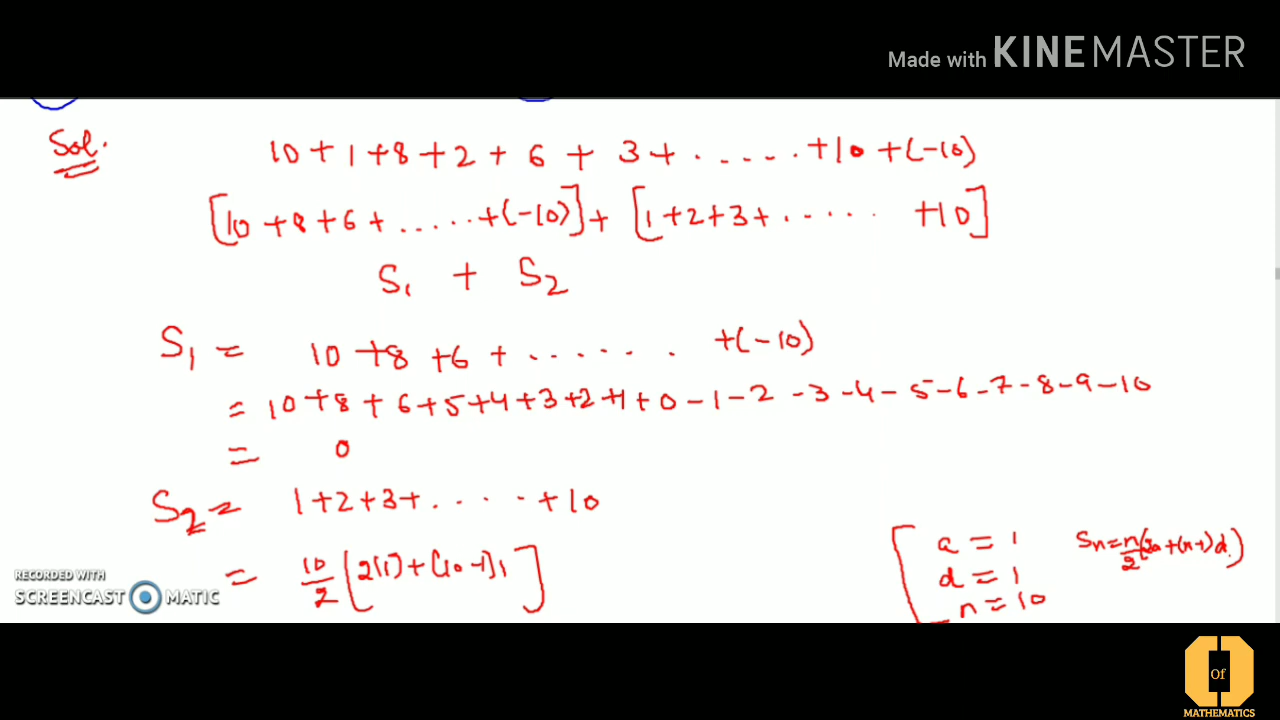 Made with KINEMASTER
Sol.
10 + 1 + 8 + 2 + 6 + 3 + ...... + 10 + (-10)
[10 + 8 + 6 + ..... + (-10)] + [1 + 2 + 3 + ...... + 10]
S1 + S2
S1 = 10 + 8 + 6 + ....... + (-10)
= 10 + 8 + 6 + 5 + 4 + 3 + 2 + 1 + 0 - 1 - 2 - 3 - 4 - 5 - 6 - 7 - 8 - 9 - 10
= 0
S2 = 1 + 2 + 3 + ..... + 10
= 10/2 [2(1) + (10-1)1]
a = 1
d = 1
n = 10
Sn = n/2 (2a + (n-1)d)
RECORDED WITH
SCREENCAST MATIC
Of
MATHEMATICS